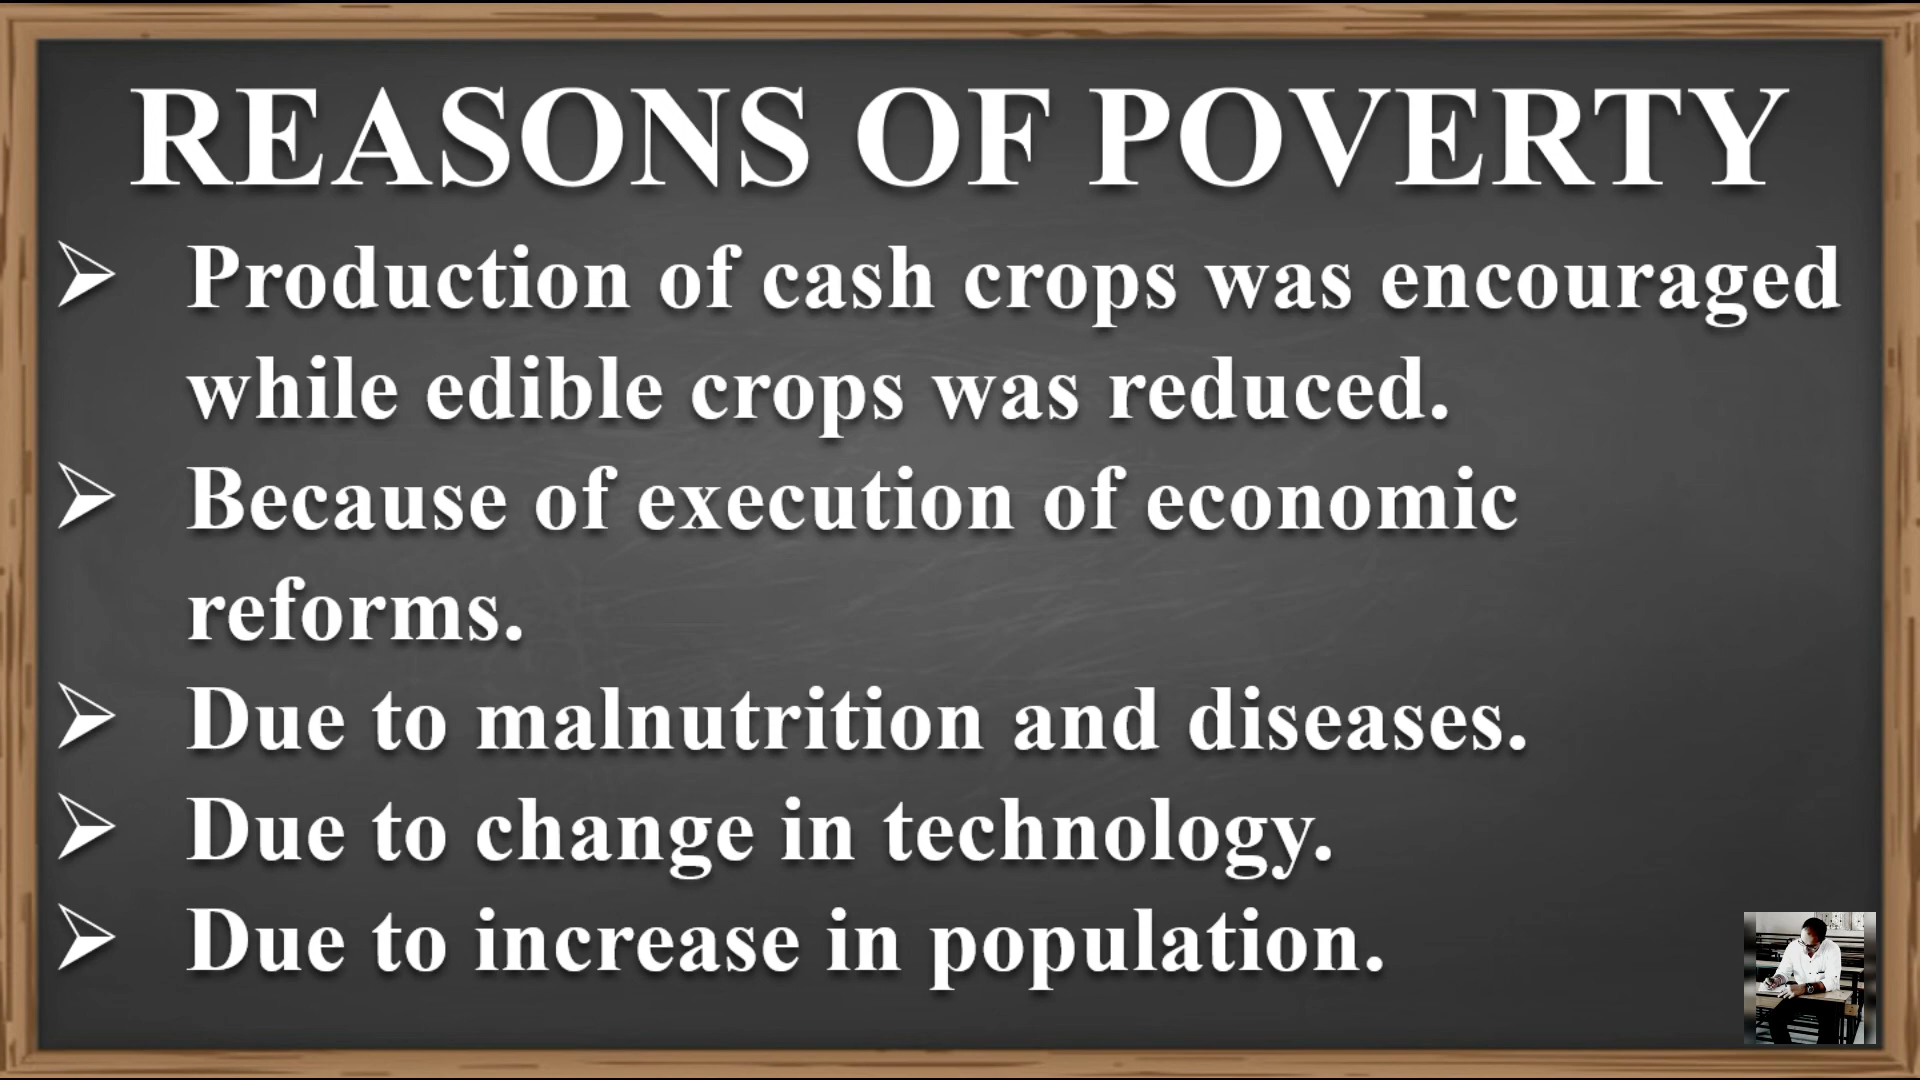 REASONS OF POVERTY
➢ Production of cash crops was encouraged
while edible crops was reduced.
➢ Because of execution of economic
reforms.
➢ Due to malnutrition and diseases.
➢ Due to change in technology.
➢ Due to increase in population.